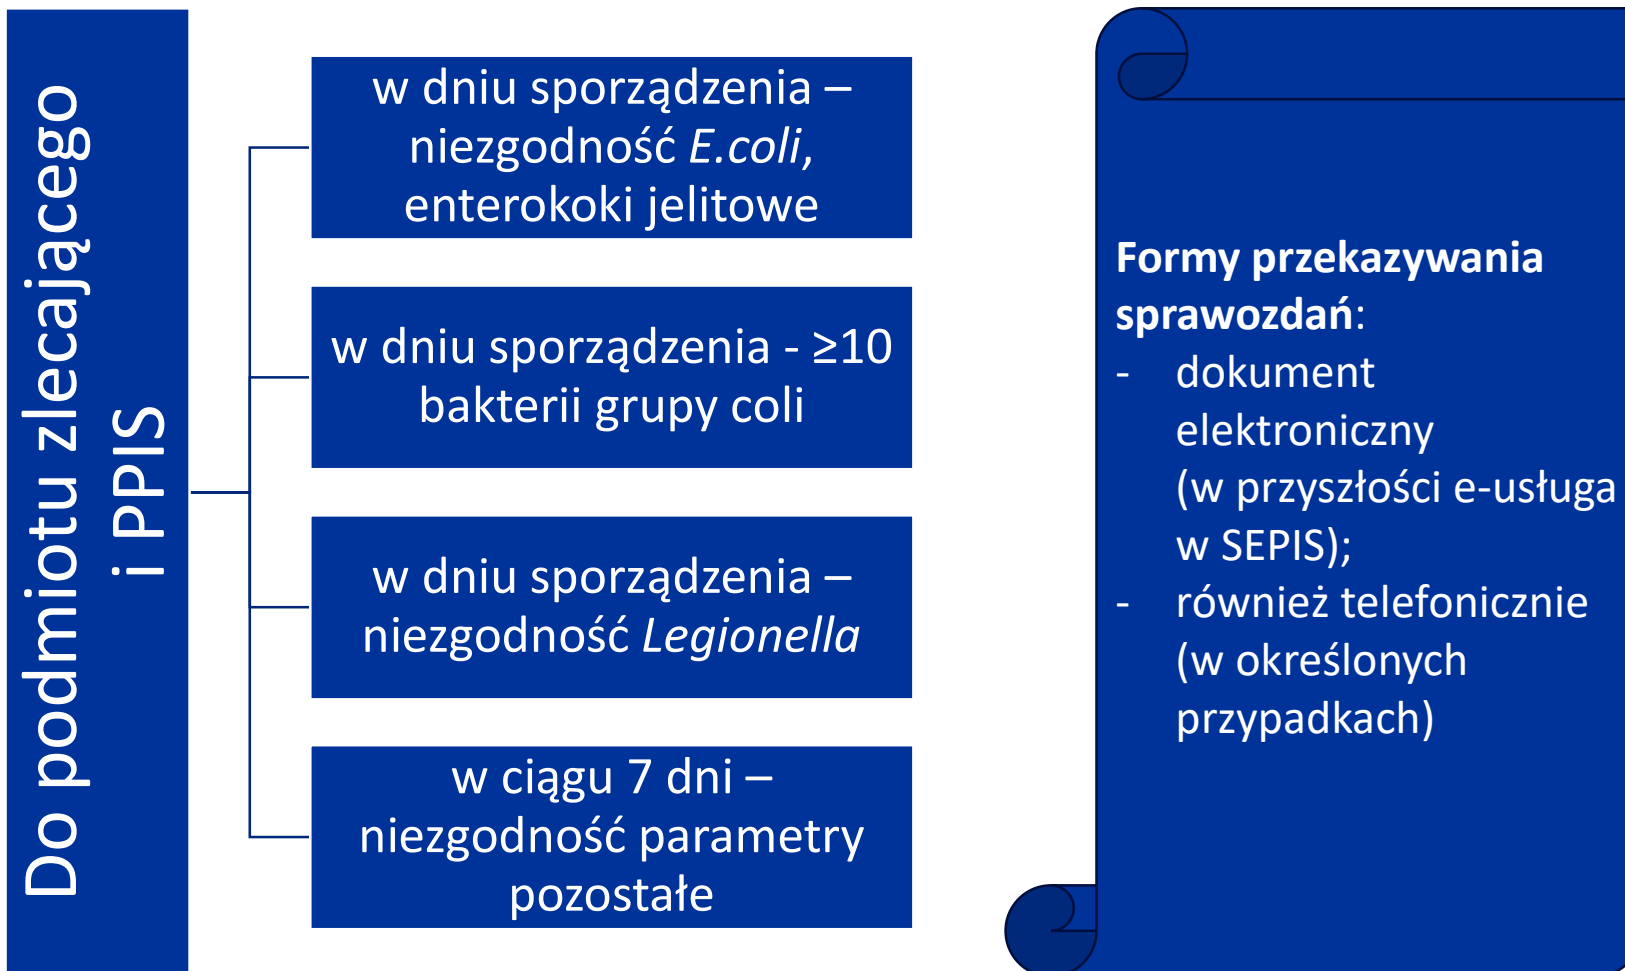 Do podmiotu zlecającego
i PPIS
w dniu sporządzenia –
niezgodność E.coli,
enterokoki jelitowe
w dniu sporządzenia - ≥10
bakterii grupy coli
w dniu sporządzenia –
niezgodność Legionella
w ciągu 7 dni –
niezgodność parametry
pozostałe
Formy przekazywania
sprawozdań:
- dokument
elektroniczny
(w przyszłości e-usługa
w SEPIS);
- również telefonicznie
(w określonych
przypadkach)